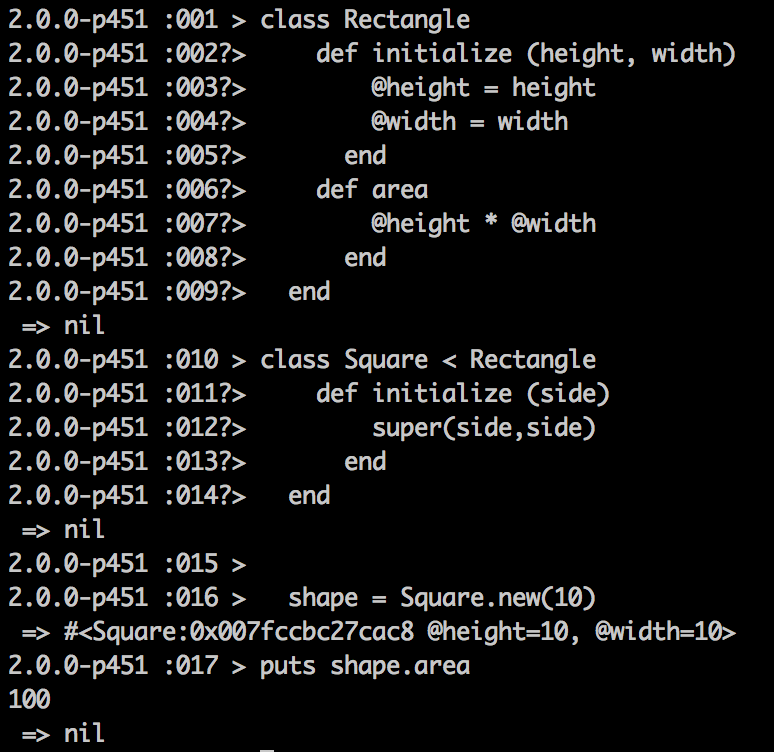 2.0.0-p451 :001 > class Rectangle
2.0.0-p451 :002?>     def initialize (height, width)
2.0.0-p451 :003?>         @height = height
2.0.0-p451 :004?>         @width = width
2.0.0-p451 :005?>       end
2.0.0-p451 :006?>     def area
2.0.0-p451 :007?>         @height * @width
2.0.0-p451 :008?>       end
2.0.0-p451 :009?>   end
 => nil
2.0.0-p451 :010 > class Square < Rectangle
2.0.0-p451 :011?>     def initialize (side)
2.0.0-p451 :012?>         super(side,side)
2.0.0-p451 :013?>       end
2.0.0-p451 :014?>   end
 => nil
2.0.0-p451 :015 >
2.0.0-p451 :016 >   shape = Square.new(10)
 => #<Square:0x007fccbc27cac8 @height=10, @width=10>
2.0.0-p451 :017 > puts shape.area
100
 => nil